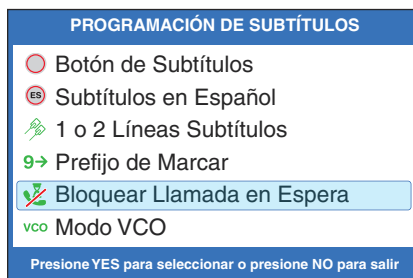 PROGRAMACIÓN DE SUBTÍTULOS
Botón de Subtítulos
ES Subtítulos en Español
1 o 2 Líneas Subtítulos
9→ Prefijo de Marcar
Bloquear Llamada en Espera
VCO Modo VCO
Presione YES para seleccionar o presione NO para salir